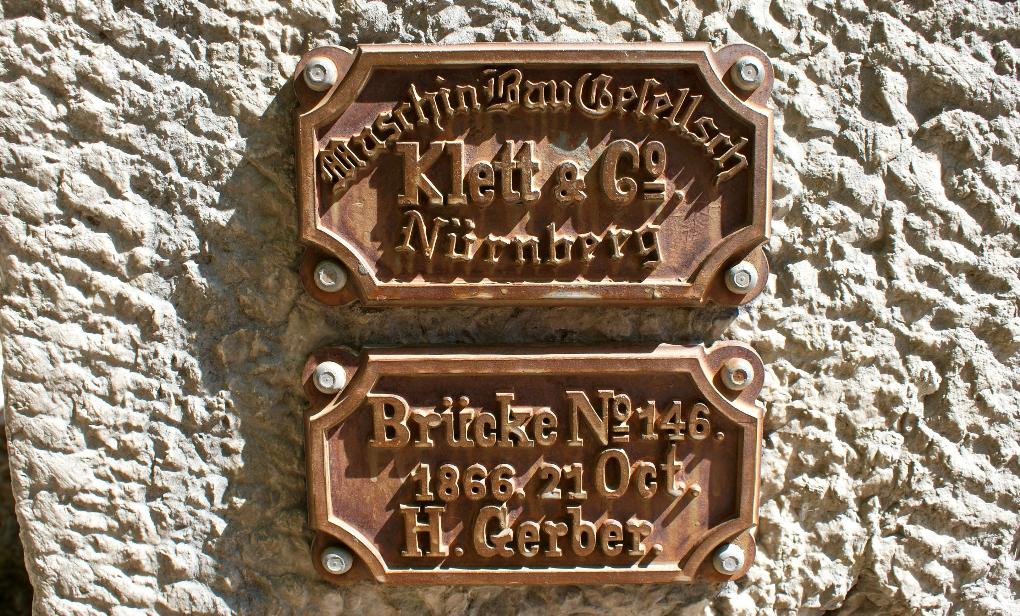 MaschinBauGesellsch
Klett & Cº.
Nürnberg
Brücke Nº 146.
1866. 21 Oct.
H. Gerber.